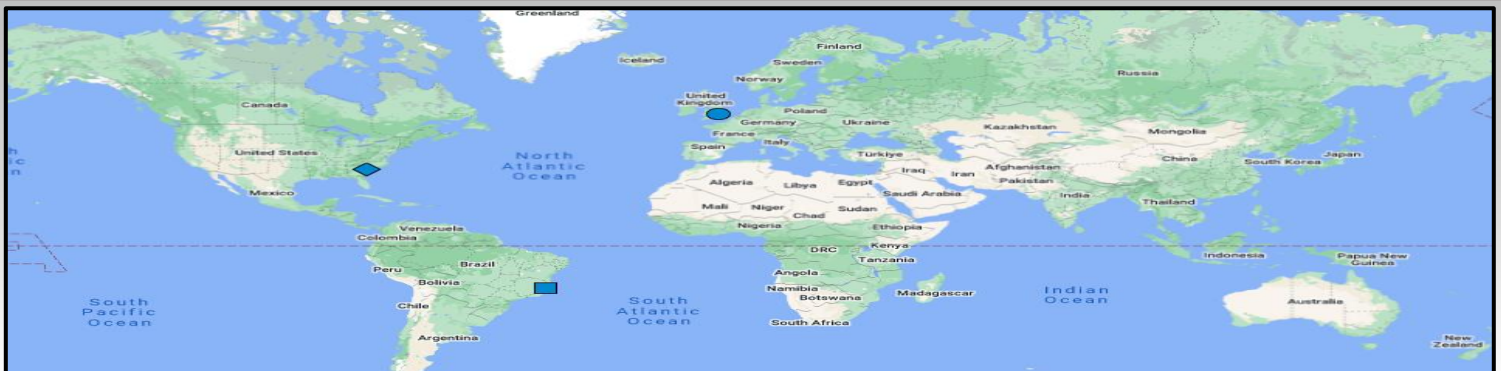 Greenland
Iceland
Finland
Sweden
Norway
Russia
United
Kingdom
Canada
Poland
Germany
Ukraine
France
Kazakhstan
Mongolia
Italy
Spain
United States
North
Atlantic
Ocean
Türkiye
China
South Korea
Japan
Afghanistan
Iraq
Iran
Pakistan
Mexico
Algeria
Libya
Egypt
Saudi Arabia
India
Thailand
Mali
Niger
Chad
Sudan
Venezuela
Nigeria
Ethiopia
Colombia
DRC
Kenya
Tanzania
Indonesia
Papua New
Guinea
Peru
Brazil
Bolivia
Angola
Namibia
Botswana
Madagascar
South
Pacific
Ocean
Chile
South
Atlantic
Ocean
Indian
Ocean
Australia
South Africa
Argentina
New
Zealand